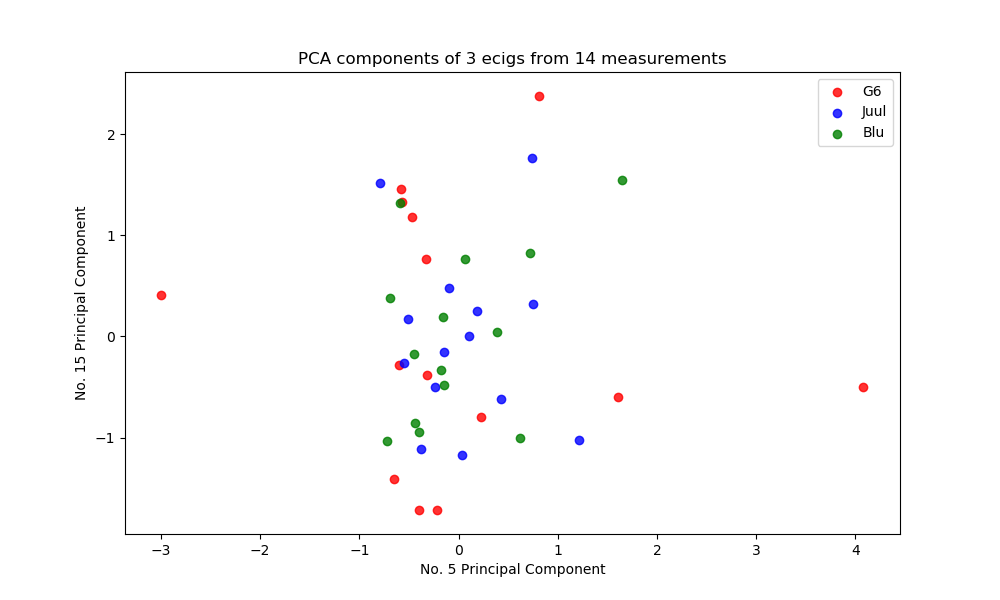 PCA components of 3 ecigs from 14 measurements
G6
Juul
Blu
2
1
0
−1
No. 15 Principal Component
−3
−2
−1
0
1
2
3
4
No. 5 Principal Component